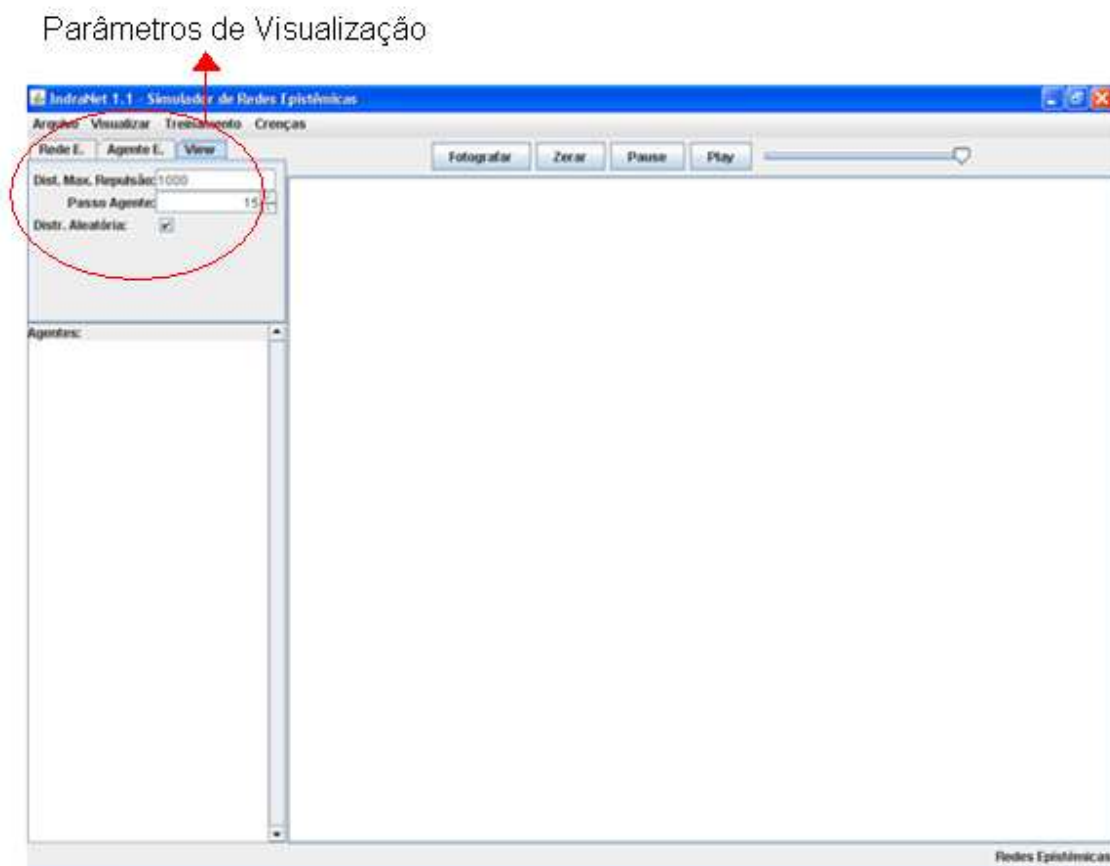 Parâmetros de Visualização
IndraNet 1.1 - Simulador de Redes Epistêmicas
Arquivo Visualizar Treinamento Crenças
Rede E. Agente E. View
Fotografar Zerar Pause Play
Dist. Max. Repulsão: 1000
Passo Agente: 15
Distr. Aleatória:
Agentes:
Redes Epistêmicas